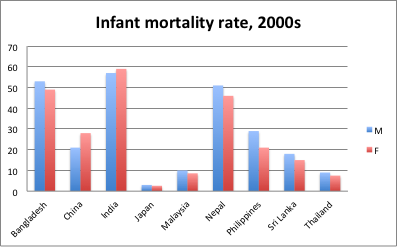 Infant mortality rate, 2000s
70
60
50
40
30
20
10
0
Bangladesh
China
India
Japan
Malaysia
Nepal
Philippines
Sri Lanka
Thailand
M
F